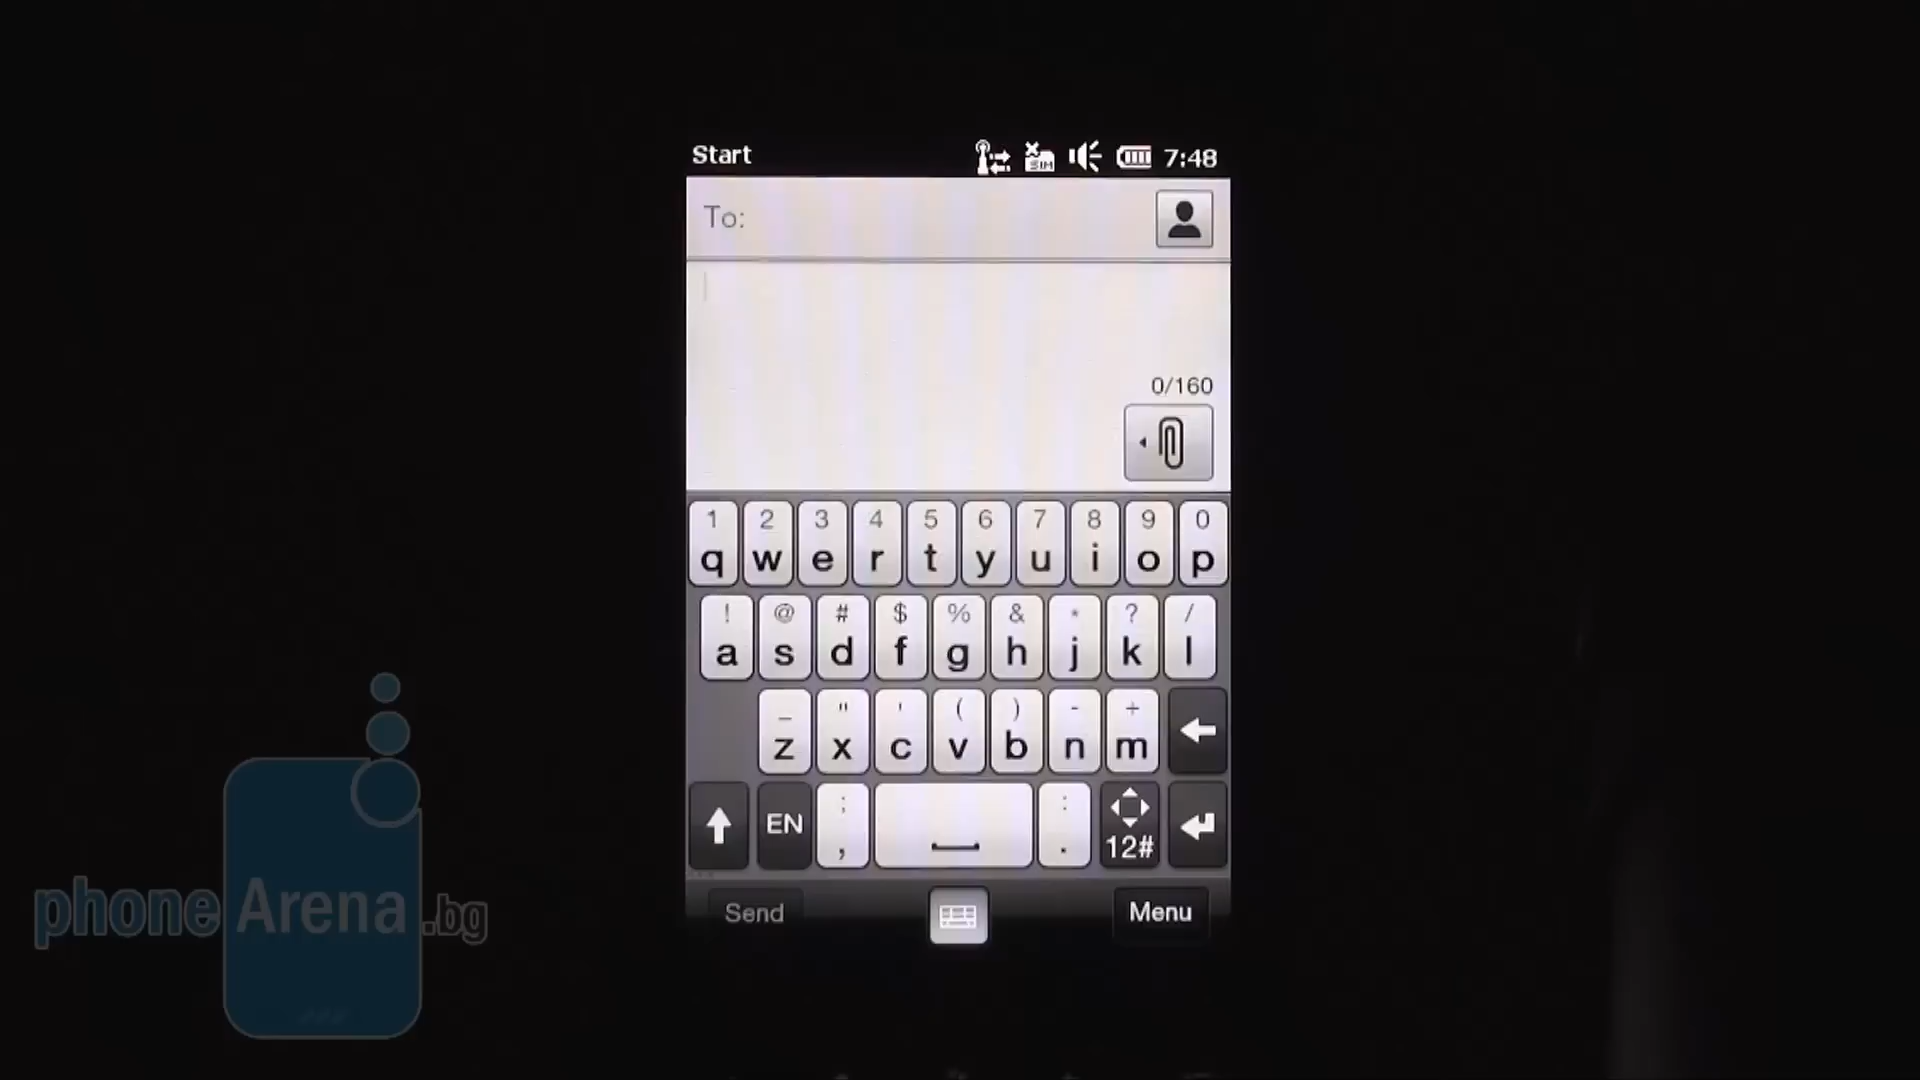 Start 7:48
SIM
To:
0/160
1 2 3 4 5 6 7 8 9 0
q w e r t y u i o p
! @ # $ % & * ? /
a s d f g h j k l
_ " ' ( ) - +
z x c v b n m
; :
EN , . 12#
Send Menu
phoneArena.bg